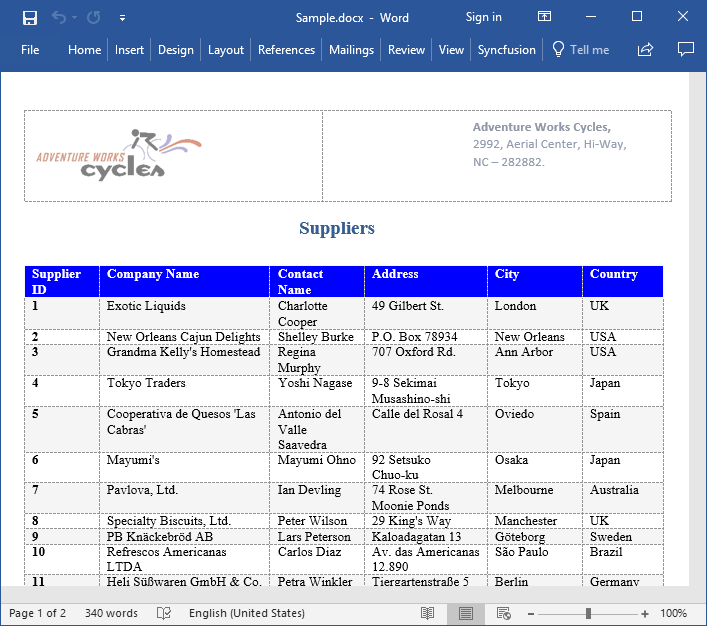 Sample.docx - Word
Sign in
File Home Insert Design Layout References Mailings Review View Syncfusion Tell me
ADVENTURE WORKS
cycles
Adventure Works Cycles,
2992, Aerial Center, Hi-Way,
NC – 282882.
Suppliers
Supplier ID Company Name Contact Name Address City Country
1 Exotic Liquids Charlotte Cooper 49 Gilbert St. London UK
2 New Orleans Cajun Delights Shelley Burke P.O. Box 78934 New Orleans USA
3 Grandma Kelly's Homestead Regina Murphy 707 Oxford Rd. Ann Arbor USA
4 Tokyo Traders Yoshi Nagase 9-8 Sekimai Musashino-shi Tokyo Japan
5 Cooperativa de Quesos 'Las Cabras' Antonio del Valle Saavedra Calle del Rosal 4 Oviedo Spain
6 Mayumi's Mayumi Ohno 92 Setsuko Chuo-ku Osaka Japan
7 Pavlova, Ltd. Ian Devling 74 Rose St. Moonie Ponds Melbourne Australia
8 Specialty Biscuits, Ltd. Peter Wilson 29 King's Way Manchester UK
9 PB Knäckebröd AB Lars Peterson Kaloadagatan 13 Göteborg Sweden
10 Refrescos Americanas LTDA Carlos Diaz Av. das Americanas 12.890 São Paulo Brazil
11 Heli Süßwaren GmbH & Co. Petra Winkler Tiergartenstraße 5 Berlin Germany
Page 1 of 2 340 words English (United States) 100%